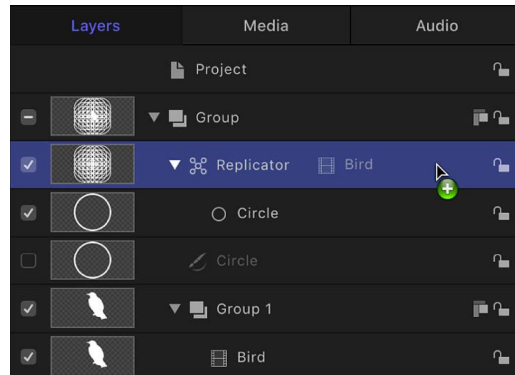 Layers Media Audio
Project
Group
Replicator Bird
Circle
Circle
Group 1
Bird